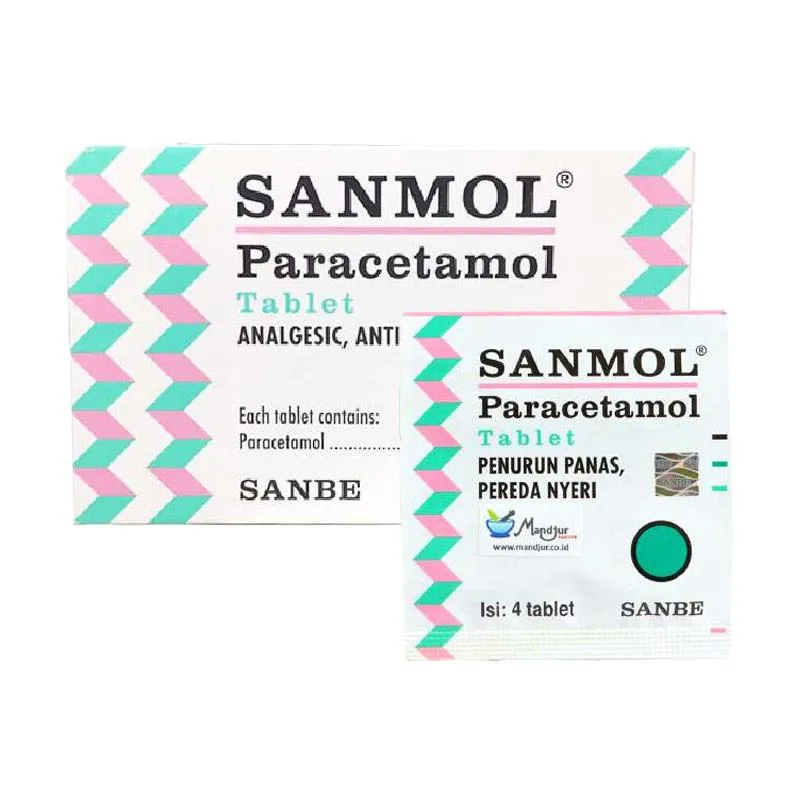 SANMOL®
Paracetamol
Tablet
ANALGESIC, ANTI
Each tablet contains:
Paracetamol ................
SANBE
SANMOL®
Paracetamol
Tablet
PENURUN PANAS,
PEREDA NYERI
Mandjur
www.mandjur.co.id
Isi: 4 tablet
SANBE